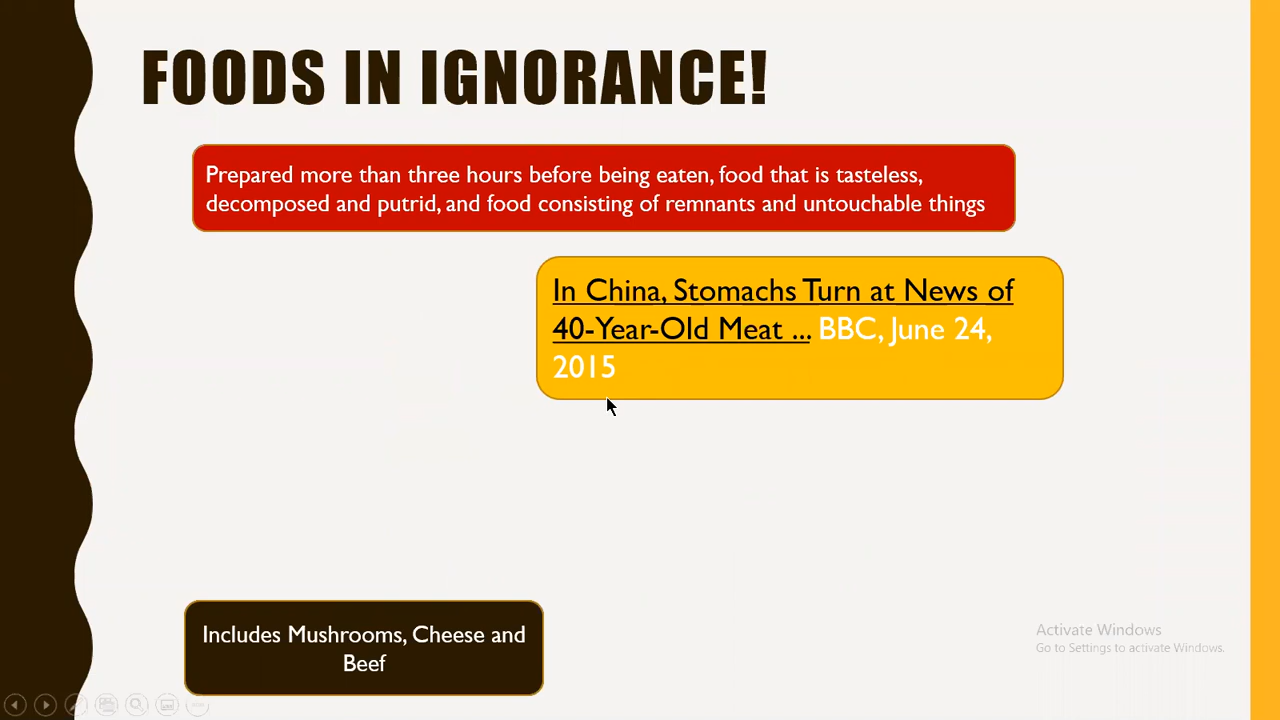 FOODS IN IGNORANCE!
Prepared more than three hours before being eaten, food that is tasteless,
decomposed and putrid, and food consisting of remnants and untouchable things
In China, Stomachs Turn at News of
40-Year-Old Meat ... BBC, June 24,
2015
Includes Mushrooms, Cheese and
Beef
Activate Windows
Go to Settings to activate Windows.